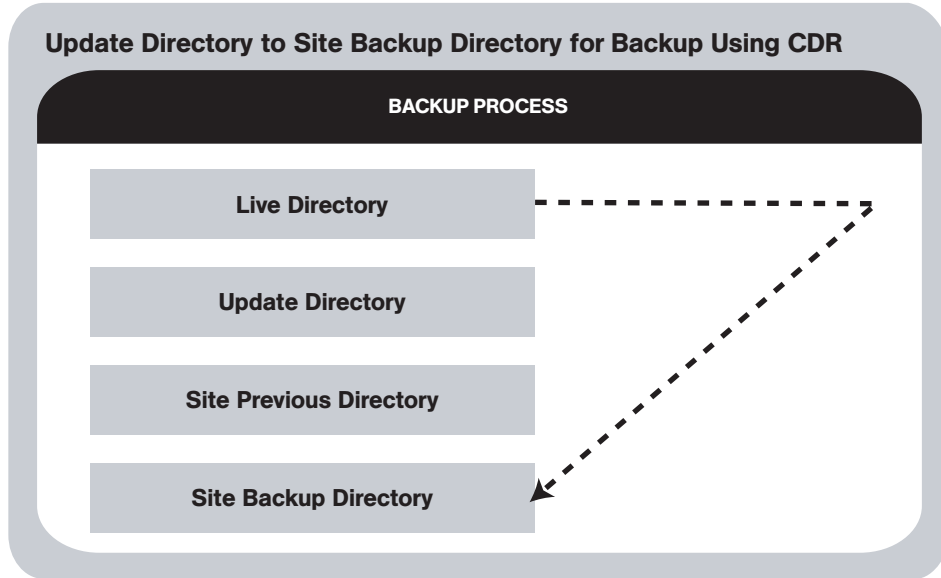 Update Directory to Site Backup Directory for Backup Using CDR
BACKUP PROCESS
Live Directory
Update Directory
Site Previous Directory
Site Backup Directory